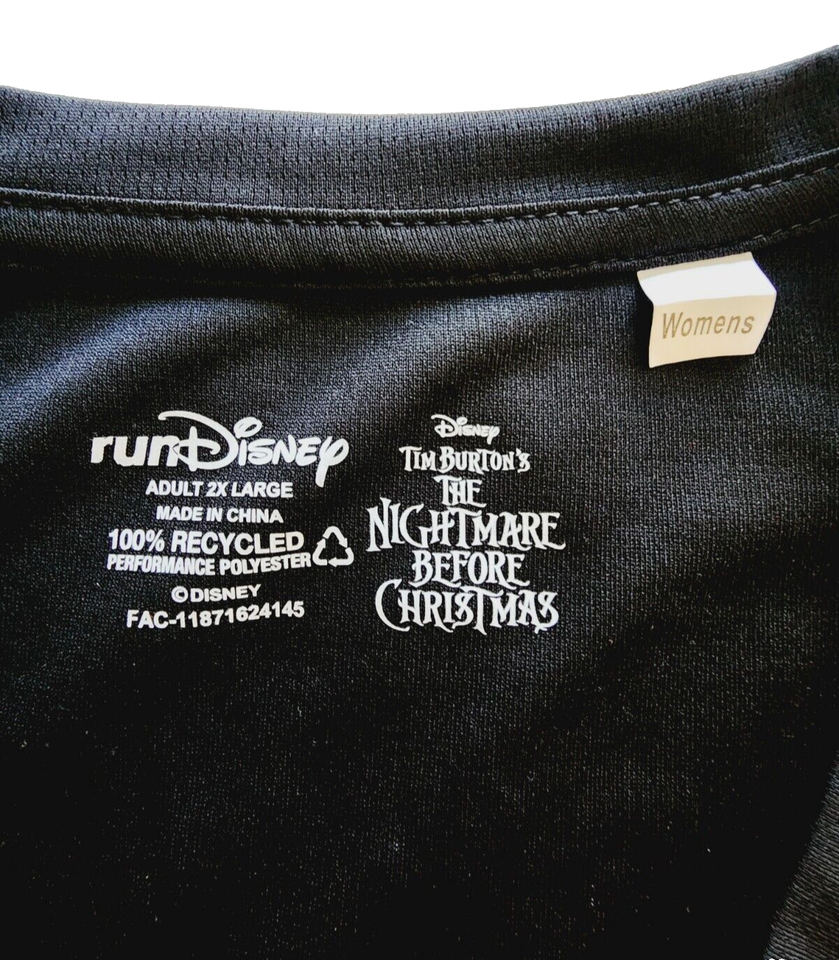 Womens
runDisney
ADULT 2X LARGE
MADE IN CHINA
100% RECYCLED
PERFORMANCE POLYESTER
©DISNEY
FAC-11871624145
Disney
TIM BURTON'S
THE
NIGHTMARE
BEFORE
CHRISTMAS